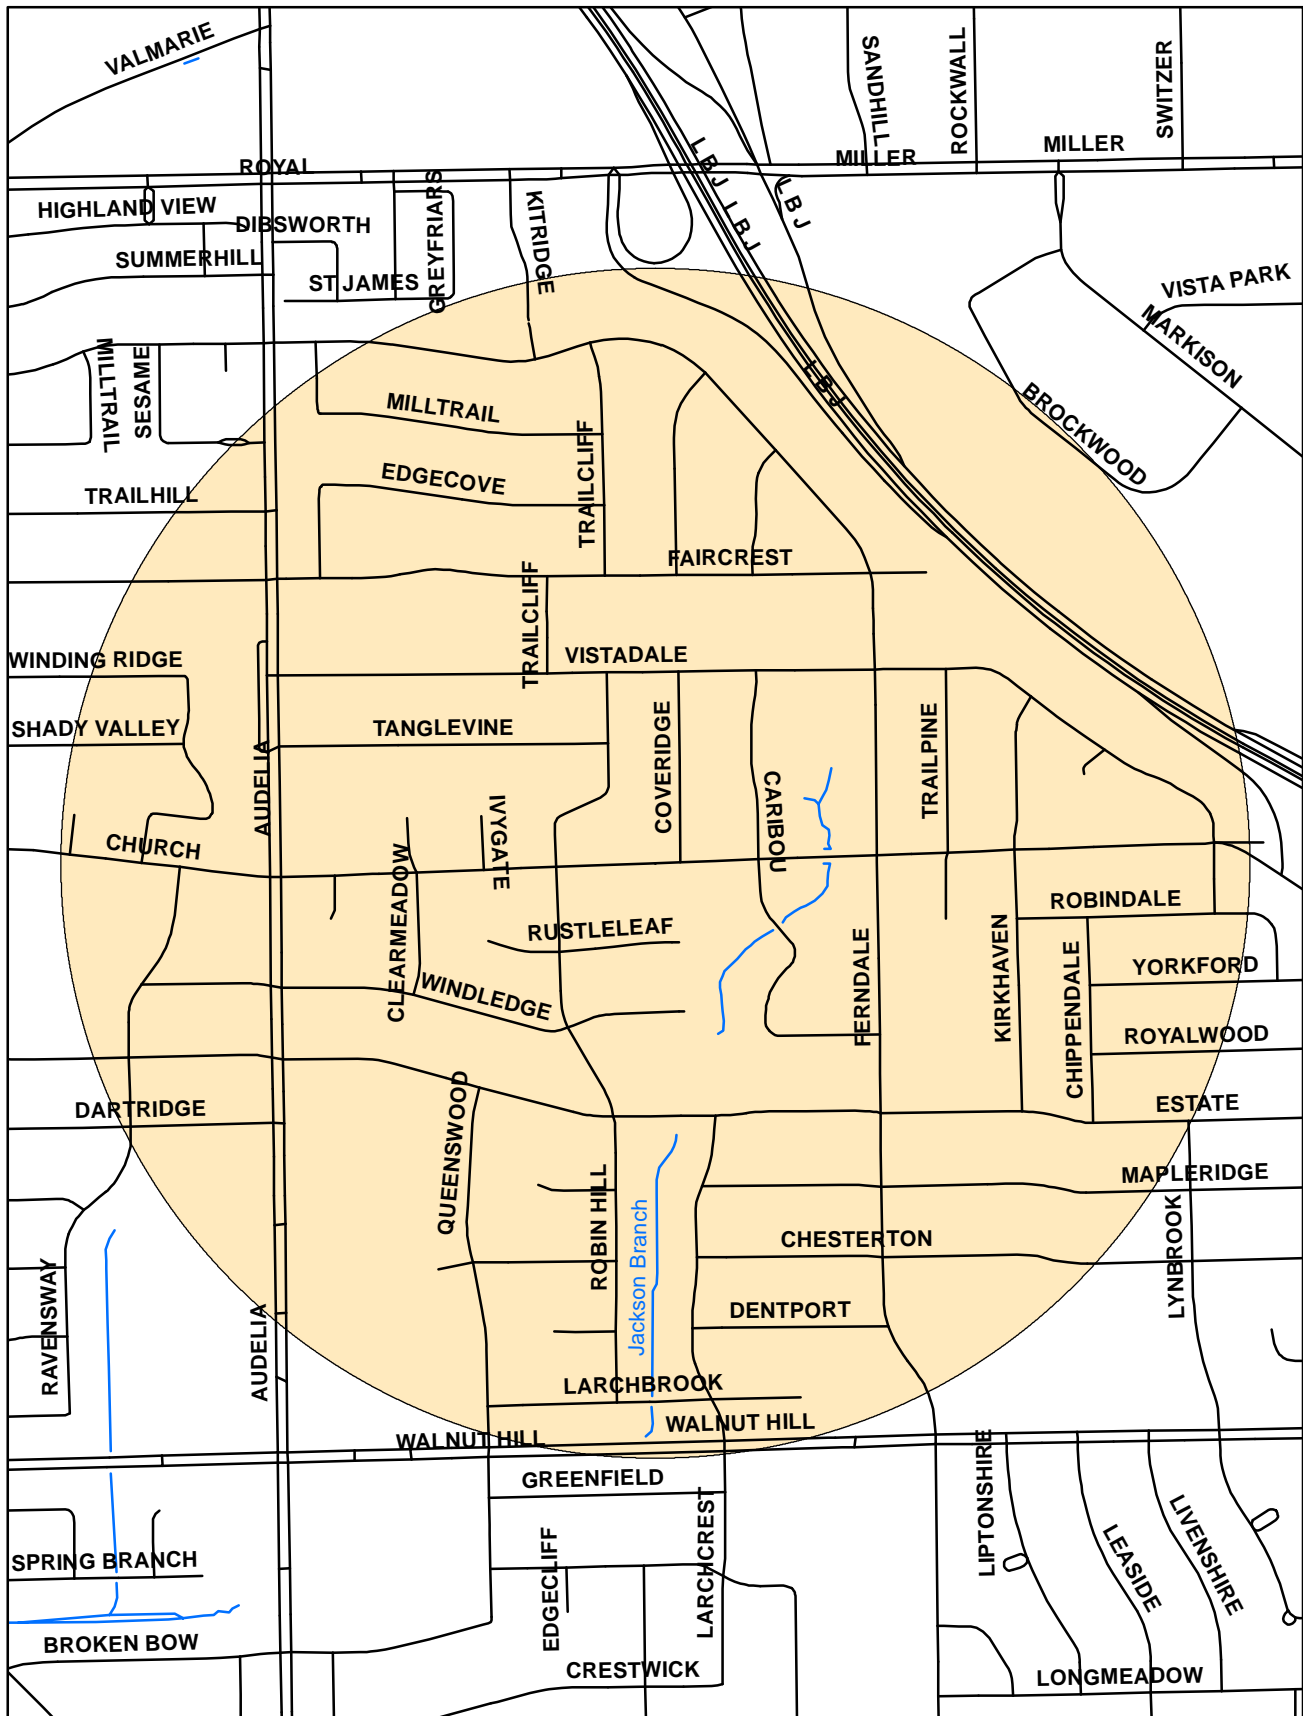 VALMARIE
SANDHILL
ROCKWALL
SWITZER
MILLER
MILLER
ROYAL
L B J
L B J
L B J
HIGHLAND VIEW
DIBSWORTH
GREYFRIARS
KITRIDGE
SUMMERHILL
ST JAMES
VISTA PARK
MARKISON
MILLTRAIL
SESAME
L B J
BROCKWOOD
MILLTRAIL
TRAILCLIFF
EDGECOVE
TRAILHILL
FAIRCREST
TRAILCLIFF
WINDING RIDGE
VISTADALE
SHADY VALLEY
TANGLEVINE
COVERIDGE
TRAILPINE
AUDELIA
CARIBOU
IVYGATE
CHURCH
CLEARMEADOW
ROBINDALE
RUSTLELEAF
FERNDALE
KIRKHAVEN
CHIPPENDALE
YORKFORD
WINDLEDGE
ROYALWOOD
QUEENSWOOD
DARTRIDGE
ESTATE
MAPLERIDGE
ROBIN HILL
Jackson Branch
LYNBROOK
CHESTERTON
RAVENSWAY
AUDELIA
DENTPORT
LARCHBROOK
WALNUT HILL
WALNUT HILL
LIPTONSHIRE
GREENFIELD
LARCHCREST
LIVENSHIRE
LEASIDE
EDGECLIFF
SPRING BRANCH
BROKEN BOW
CRESTWICK
LONGMEADOW